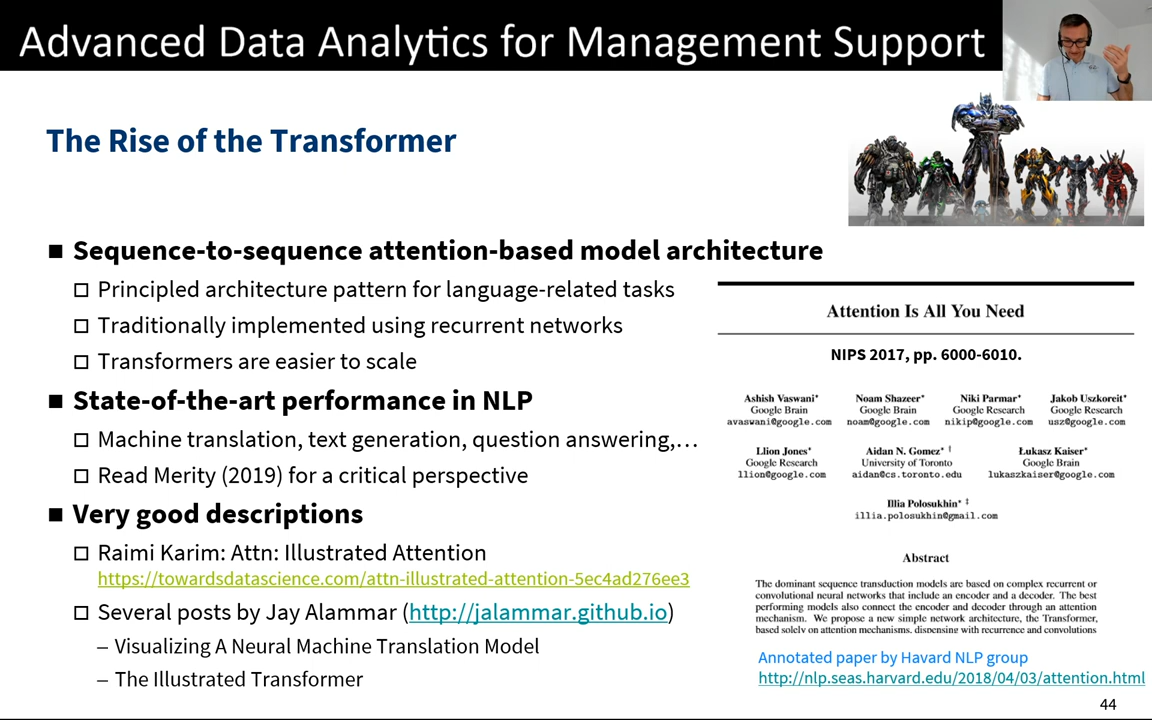 Advanced Data Analytics for Management Support
The Rise of the Transformer
Sequence-to-sequence attention-based model architecture
Principled architecture pattern for language-related tasks
Traditionally implemented using recurrent networks
Transformers are easier to scale
State-of-the-art performance in NLP
Machine translation, text generation, question answering,…
Read Merity (2019) for a critical perspective
Very good descriptions
Raimi Karim: Attn: Illustrated Attention
https://towardsdatascience.com/attn-illustrated-attention-5ec4ad276ee3
Several posts by Jay Alammar (http://jalammar.github.io)
– Visualizing A Neural Machine Translation Model
– The Illustrated Transformer
Attention Is All You Need
NIPS 2017, pp. 6000-6010.
Ashish Vaswani* Noam Shazeer* Niki Parmar* Jakob Uszkoreit*
Google Brain Google Brain Google Research Google Research
avaswani@google.com noam@google.com nikip@google.com usz@google.com
Llion Jones* Aidan N. Gomez* † Łukasz Kaiser*
Google Research University of Toronto Google Brain
llion@google.com aidan@cs.toronto.edu lukaszkaiser@google.com
Illia Polosukhin* ‡
illia.polosukhin@gmail.com
Abstract
The dominant sequence transduction models are based on complex recurrent or
convolutional neural networks that include an encoder and a decoder. The best
performing models also connect the encoder and decoder through an attention
mechanism. We propose a new simple network architecture, the Transformer,
based solely on attention mechanisms, dispensing with recurrence and convolutions
Annotated paper by Havard NLP group
http://nlp.seas.harvard.edu/2018/04/03/attention.html
44